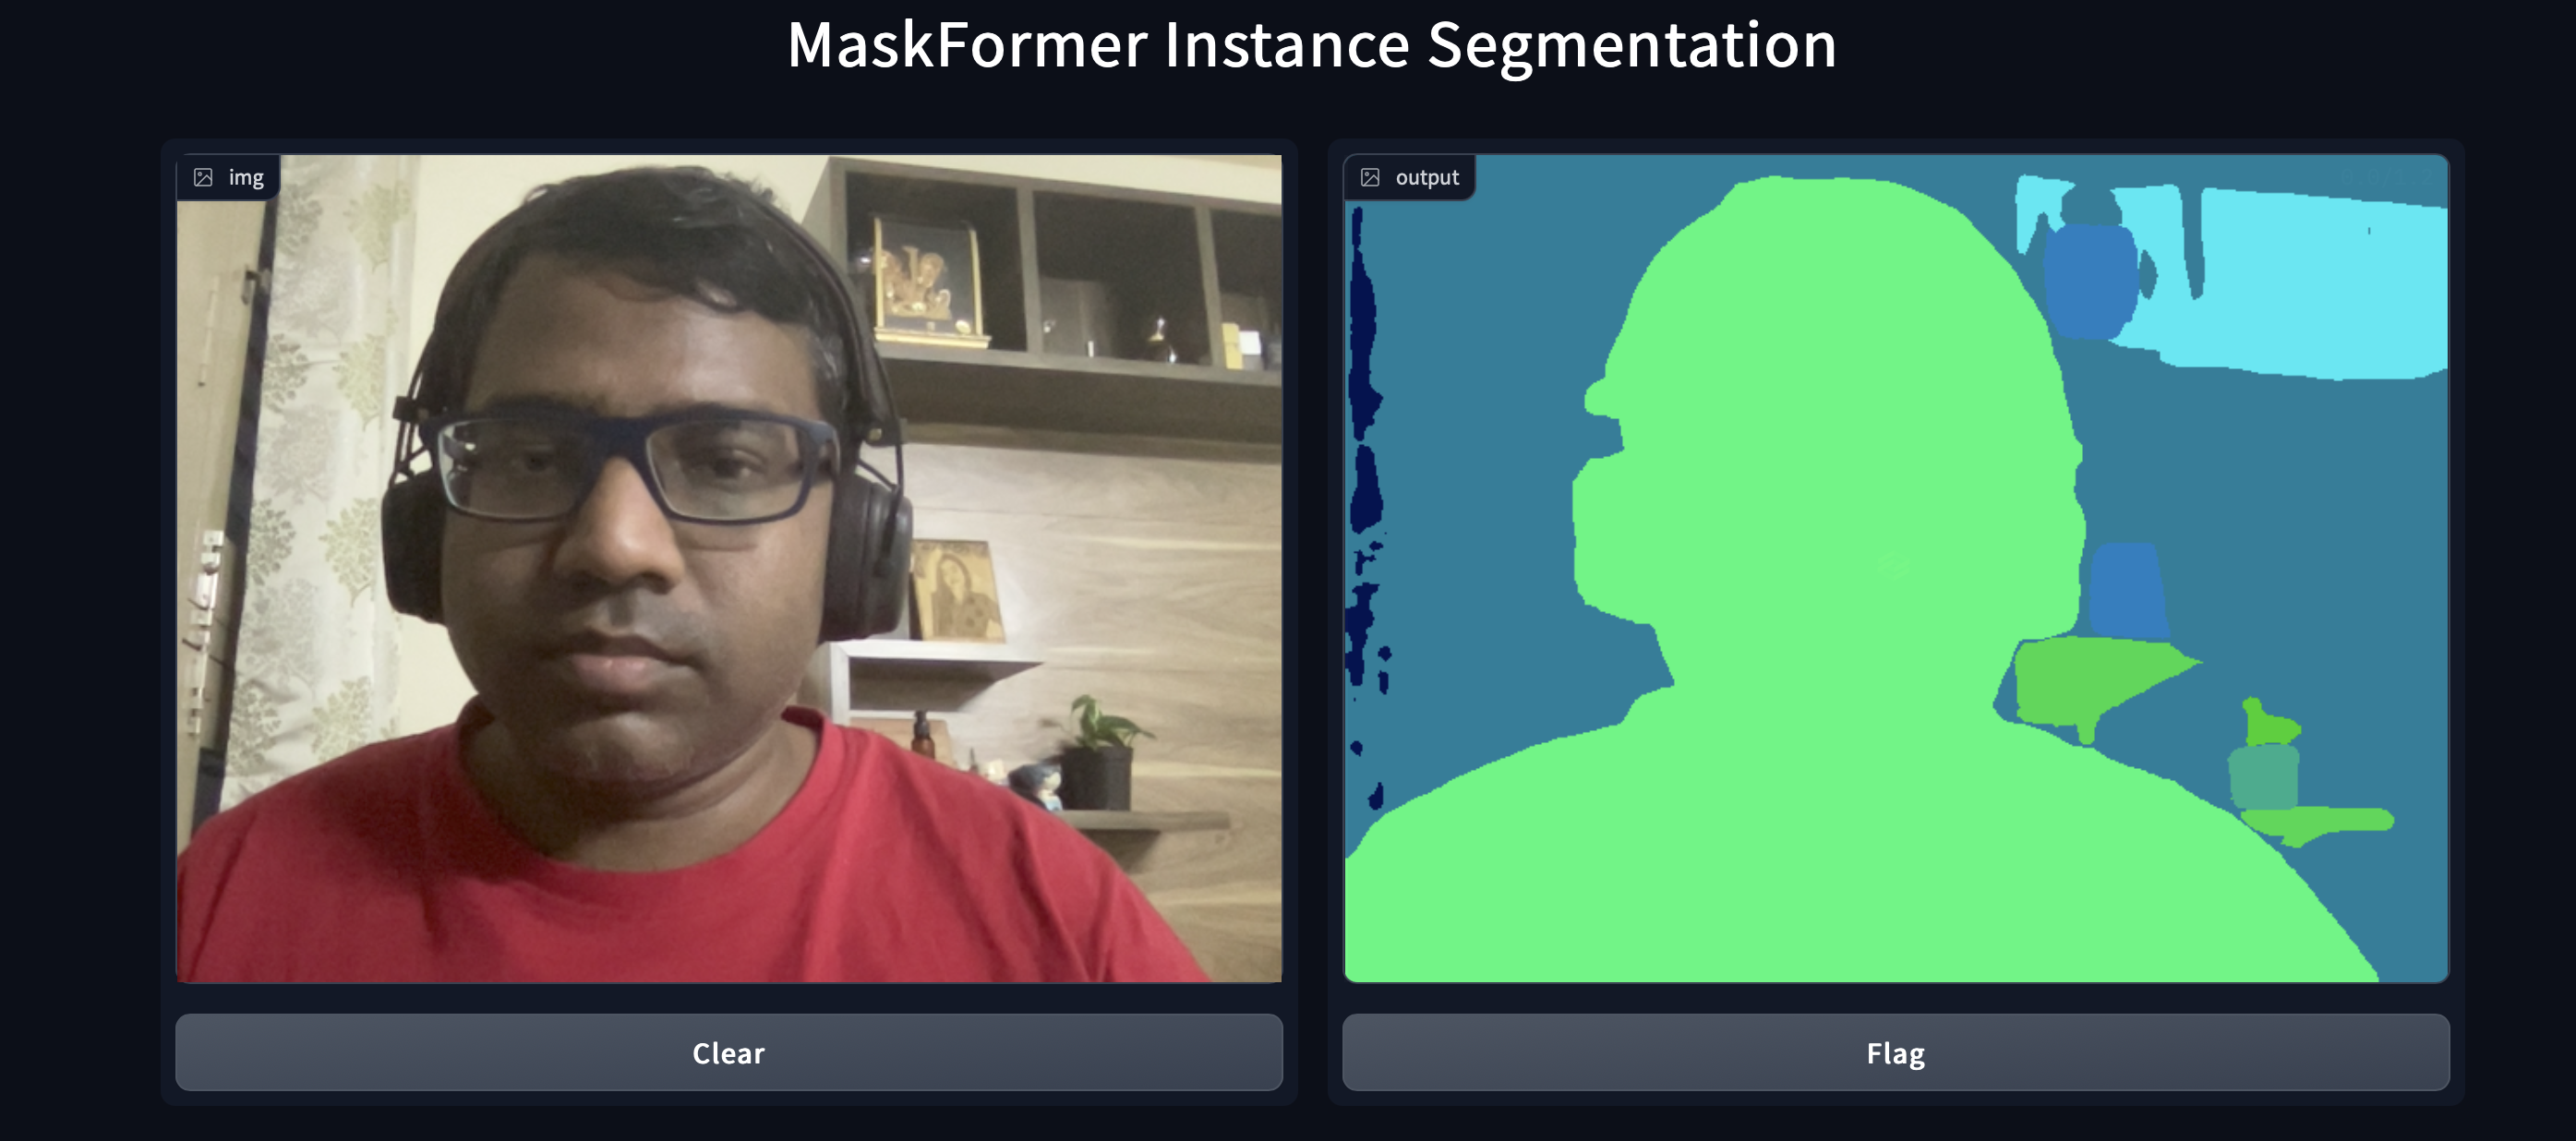 MaskFormer Instance Segmentation
img
output
Clear
Flag